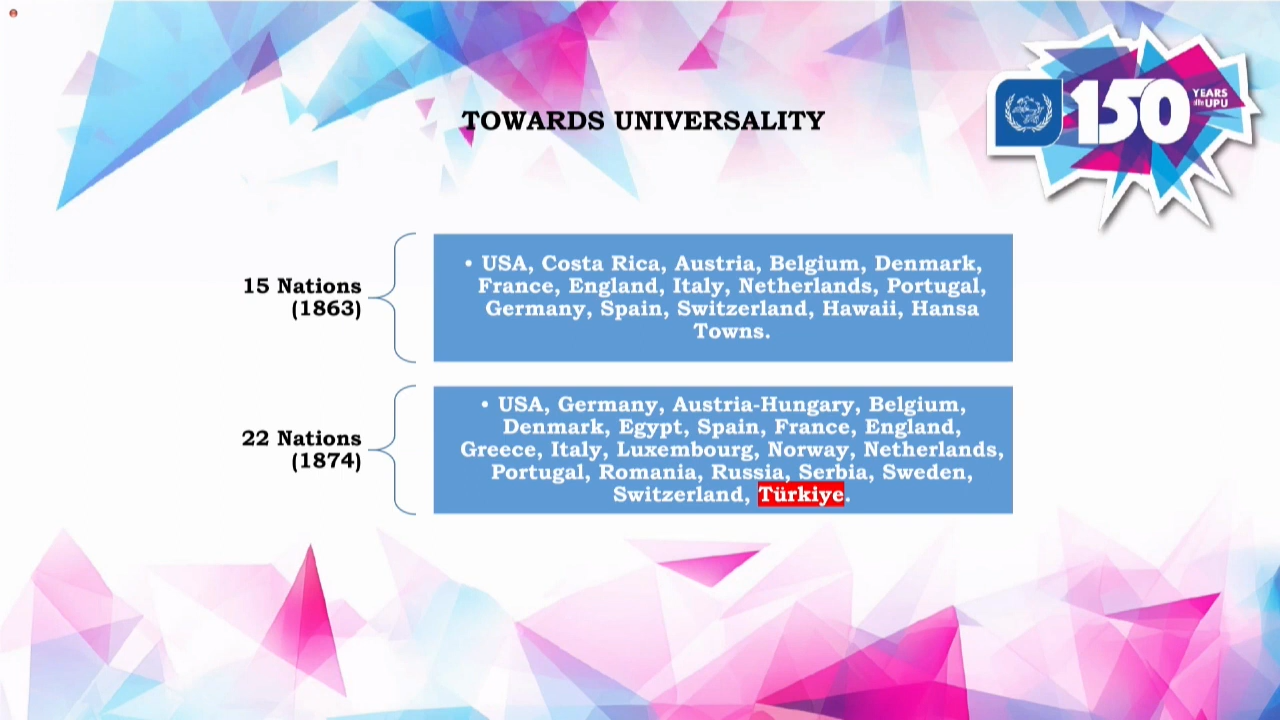 TOWARDS UNIVERSALITY
150
YEARS
of the UPU
15 Nations
(1863)
• USA, Costa Rica, Austria, Belgium, Denmark,
France, England, Italy, Netherlands, Portugal,
Germany, Spain, Switzerland, Hawaii, Hansa
Towns.
22 Nations
(1874)
• USA, Germany, Austria-Hungary, Belgium,
Denmark, Egypt, Spain, France, England,
Greece, Italy, Luxembourg, Norway, Netherlands,
Portugal, Romania, Russia, Serbia, Sweden,
Switzerland, Türkiye.